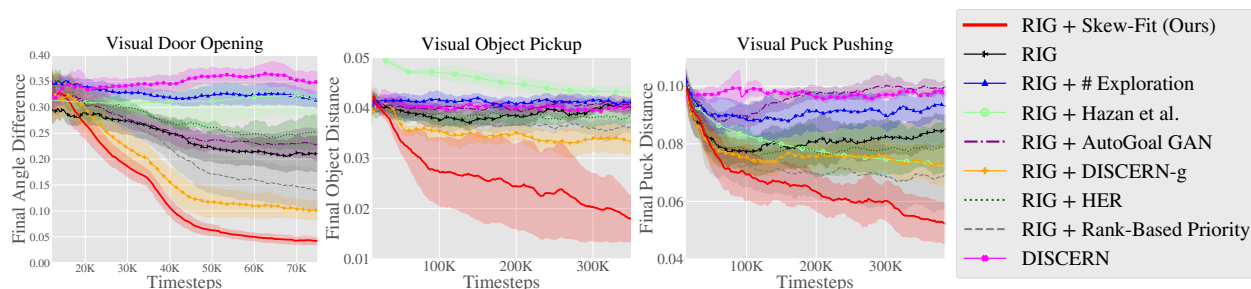 Visual Door Opening
Final Angle Difference
0.40
0.35
0.30
0.25
0.20
0.15
0.10
0.05
0.00
20K 30K 40K 50K 60K 70K
Timesteps
Visual Object Pickup
Final Object Distance
0.05
0.04
0.03
0.02
0.01
100K 200K 300K
Timesteps
Visual Puck Pushing
Final Puck Distance
0.10
0.08
0.06
0.04
100K 200K 300K
Timesteps
RIG + Skew-Fit (Ours)
RIG
RIG + # Exploration
RIG + Hazan et al.
RIG + AutoGoal GAN
RIG + DISCERN-g
RIG + HER
RIG + Rank-Based Priority
DISCERN